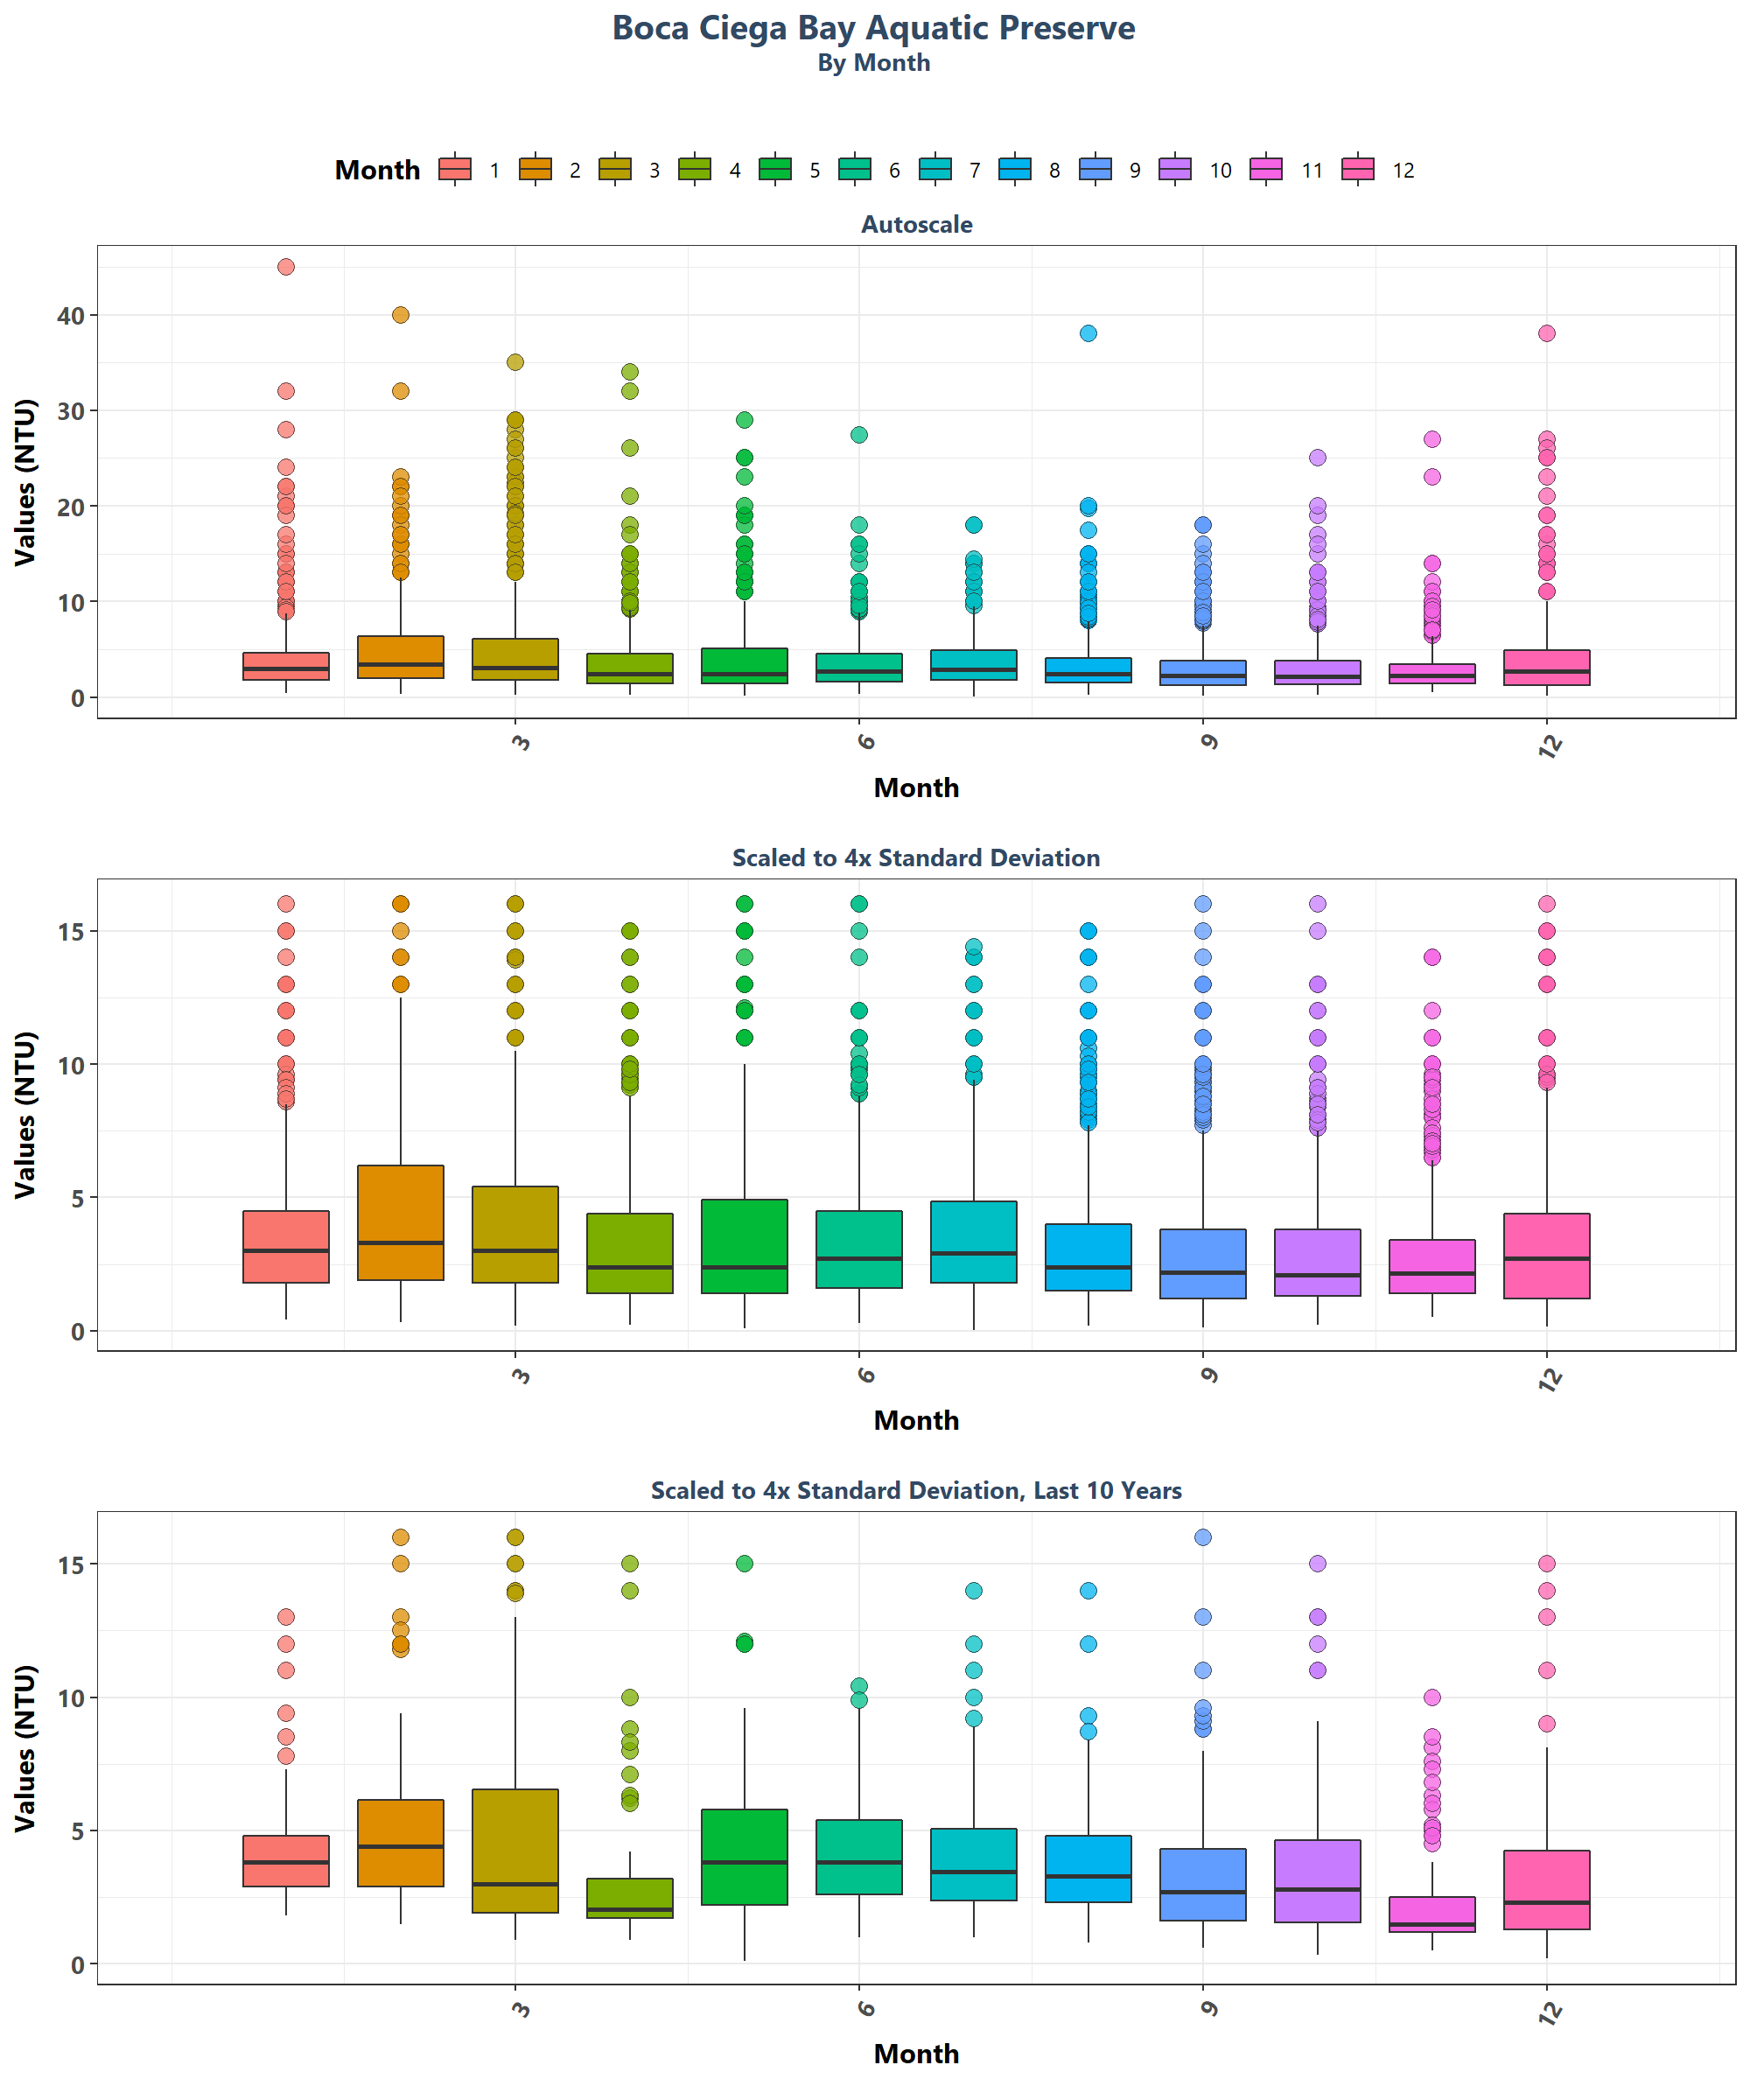 Boca Ciega Bay Aquatic Preserve
By Month
Month 1 2 3 4 5 6 7 8 9 10 11 12
Autoscale
Values (NTU)
40
30
20
10
0
3 6 9 12
Month
Scaled to 4x Standard Deviation
Values (NTU)
15
10
5
0
3 6 9 12
Month
Scaled to 4x Standard Deviation, Last 10 Years
Values (NTU)
15
10
5
0
3 6 9 12
Month